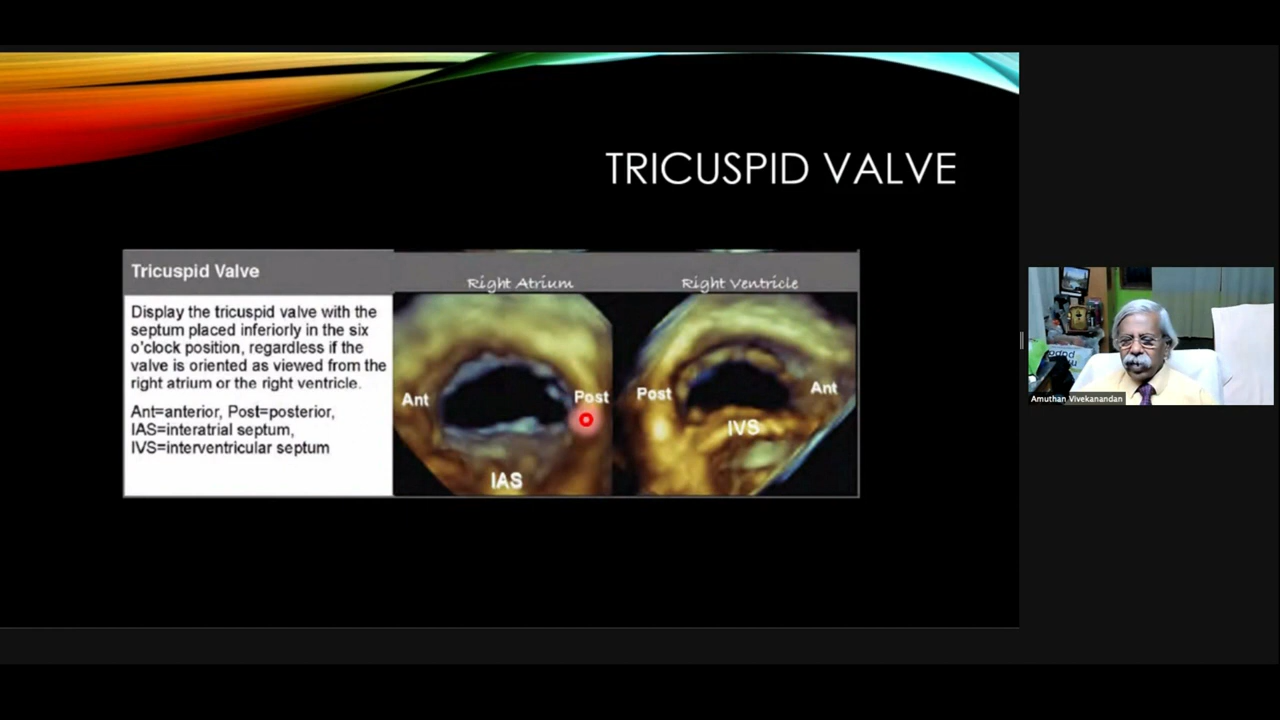 TRICUSPID VALVE
Tricuspid Valve
Display the tricuspid valve with the
septum placed inferiorly in the six
o'clock position, regardless if the
valve is oriented as viewed from the
right atrium or the right ventricle.
Ant=anterior, Post=posterior,
IAS=interatrial septum,
IVS=interventricular septum
Right Atrium
Ant
Post
IAS
Right Ventricle
Post
Ant
IVS
Amuthan Vivekanandan